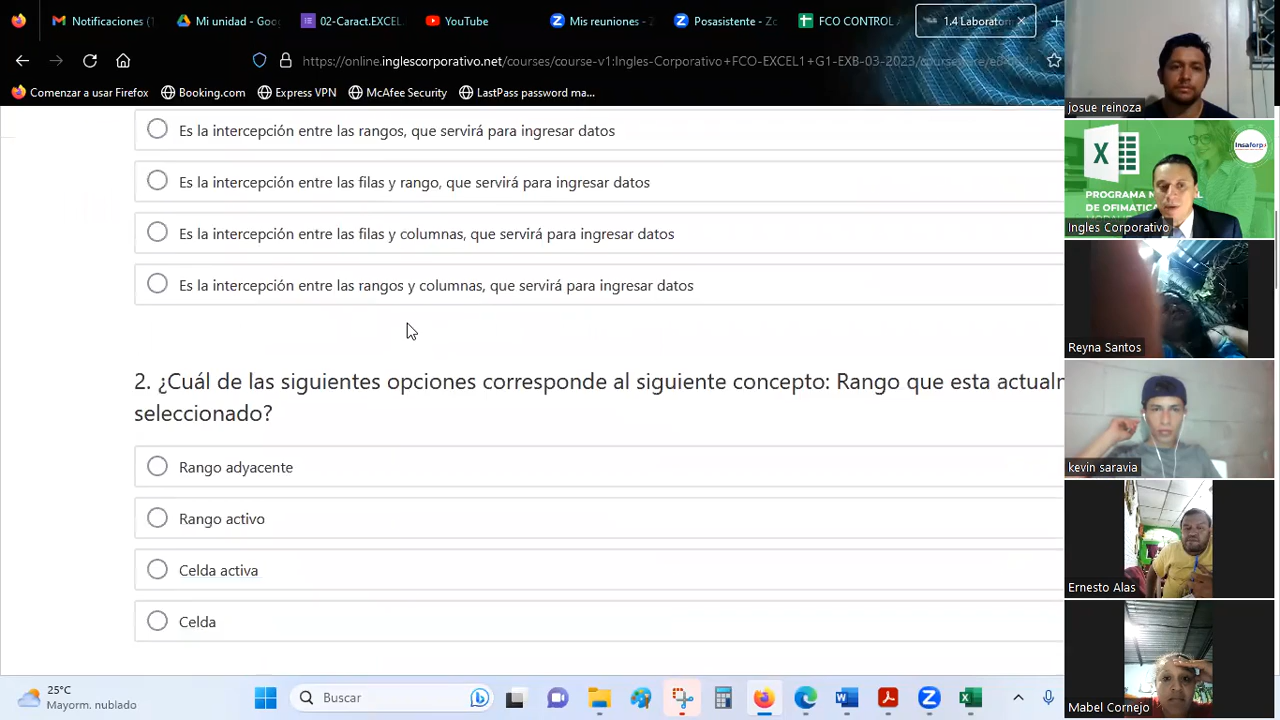 Notificaciones (1
Mi unidad - Goo
02-Caract.EXCEL
YouTube
Mis reuniones - Z
Posasistente - Zo
FCO CONTROL A
1.4 Laborator
https://online.inglescorporativo.net/courses/course-v1:Ingles-Corporativo+FCO-EXCEL1+G1-EXB-03-2023/courseware/e8
Comenzar a usar Firefox
Booking.com
Express VPN
McAfee Security
LastPass password ma...
Es la intercepción entre las rangos, que servirá para ingresar datos
Es la intercepción entre las filas y rango, que servirá para ingresar datos
Es la intercepción entre las filas y columnas, que servirá para ingresar datos
Es la intercepción entre las rangos y columnas, que servirá para ingresar datos
2. ¿Cuál de las siguientes opciones corresponde al siguiente concepto: Rango que esta actualm
seleccionado?
Rango adyacente
Rango activo
Celda activa
Celda
josue reinoza
X
Insaforp
PROGRAMA N
L
DE OFIMATICA
Ingles Corporativo
Reyna Santos
kevin saravia
Ernesto Alas
Mabel Cornejo
25°C
Mayorm. nublado
Buscar